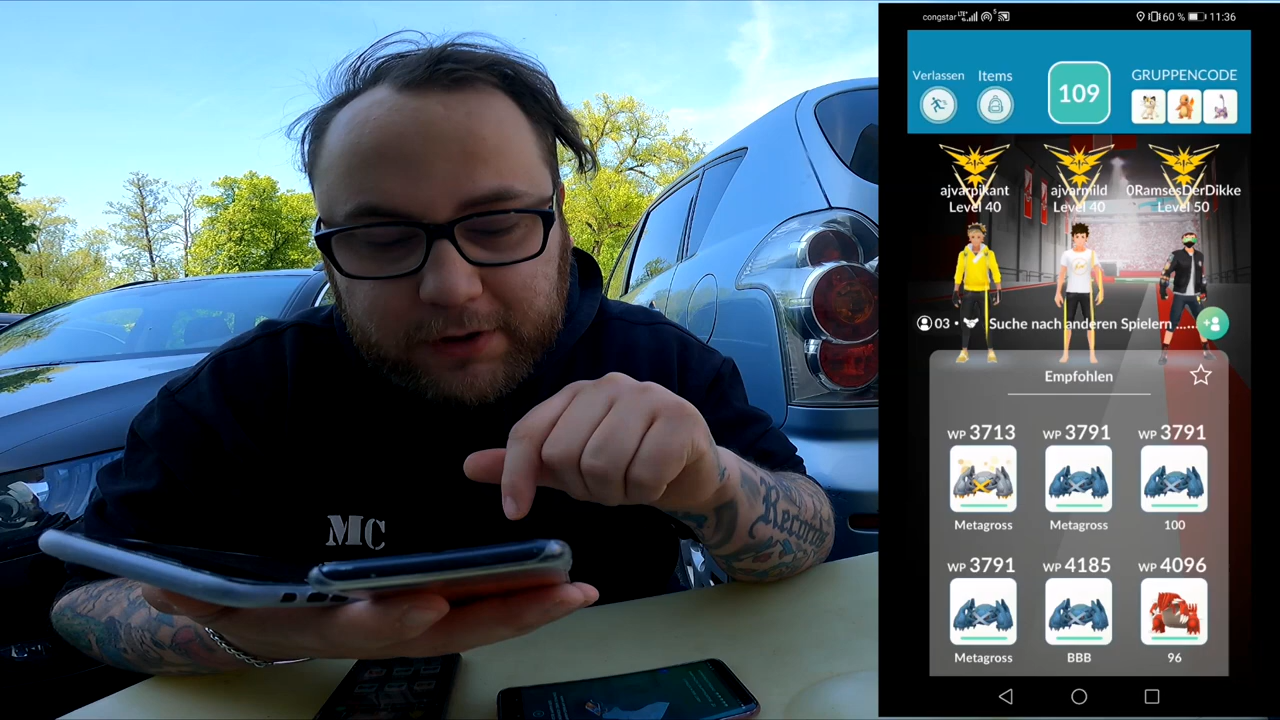 congstar 60 % 11:36
Verlassen Items 109 GRUPPENCODE
ajvarpikant ajvarmild 0RamsesDerDikke
Level 40 Level 40 Level 50
03 • Suche nach anderen Spielern ......
Empfohlen
WP 3713 WP 3791 WP 3791
Metagross Metagross 100
WP 3791 WP 4185 WP 4096
Metagross BBB 96
MC
Records